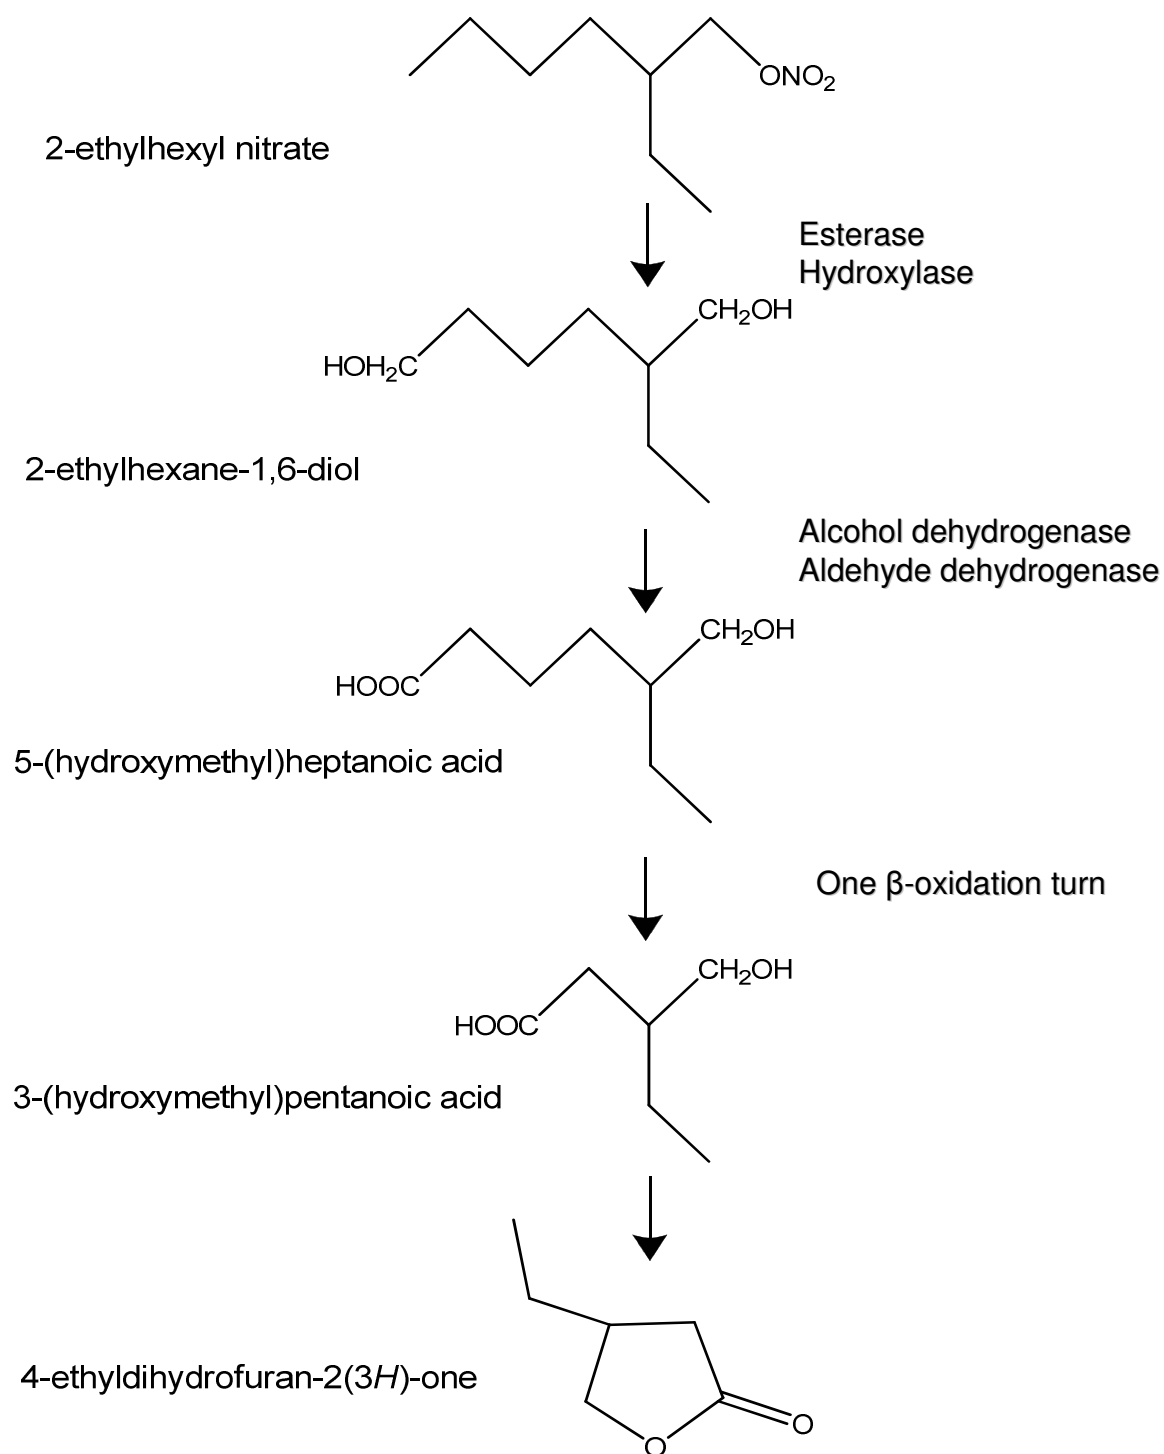 ONO₂
2-ethylhexyl nitrate
Esterase
Hydroxylase
CH₂OH
HOH₂C
2-ethylhexane-1,6-diol
Alcohol dehydrogenase
Aldehyde dehydrogenase
CH₂OH
HOOC
5-(hydroxymethyl)heptanoic acid
One β-oxidation turn
CH₂OH
HOOC
3-(hydroxymethyl)pentanoic acid
4-ethyldihydrofuran-2(3H)-one
O
O